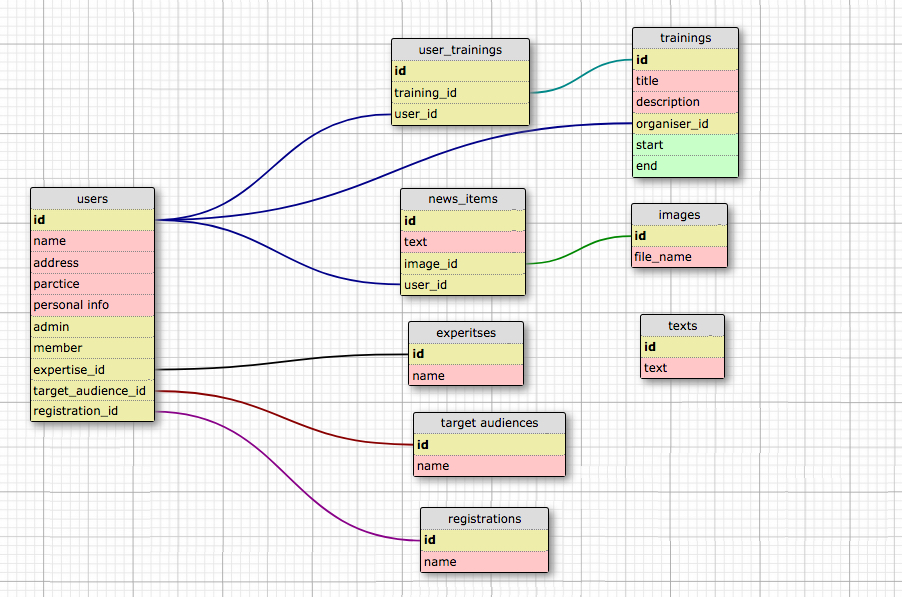 user_trainings
id
training_id
user_id
trainings
id
title
description
organiser_id
start
end
users
id
name
address
parctice
personal info
admin
member
expertise_id
target_audience_id
registration_id
news_items
id
text
image_id
user_id
images
id
file_name
experitses
id
name
texts
id
text
target audiences
id
name
registrations
id
name